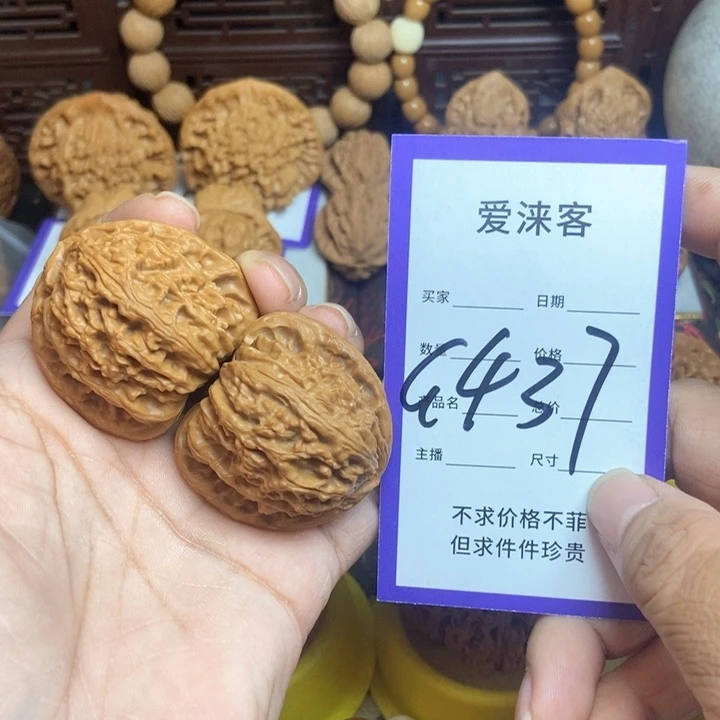 爱涞客
买家 日期
数量 价格
产品名 总价
G437
主播 尺寸
不求价格不菲
但求件件珍贵